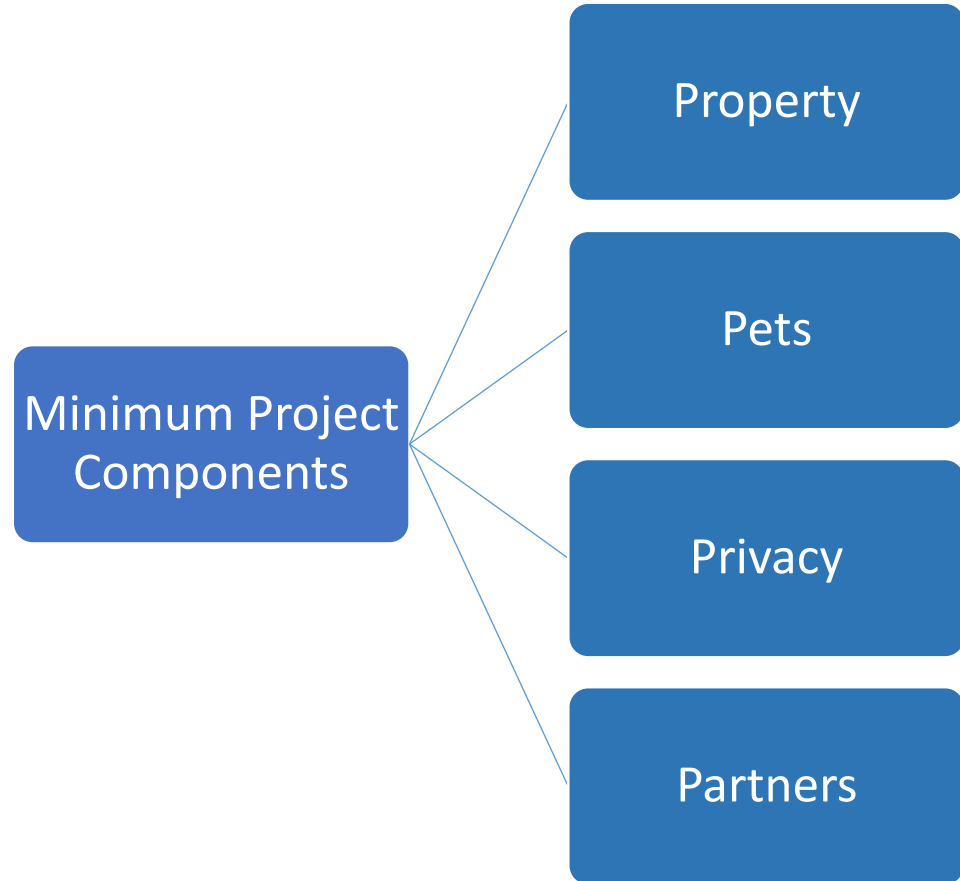 Property
Pets
Minimum Project
Components
Privacy
Partners